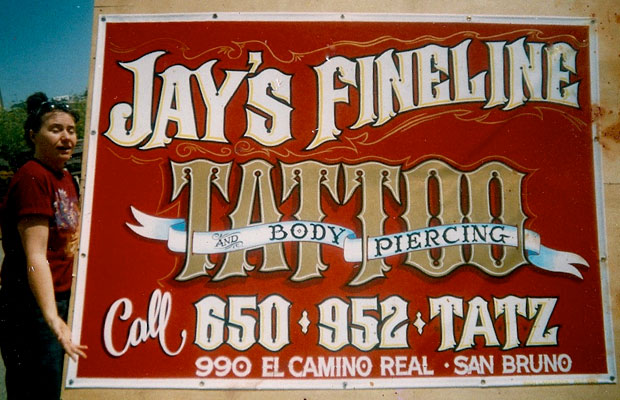 JAY'S FINELINE
TATTOO
AND BODY PIERCING
Call 650 · 952 · TATZ
990 EL CAMINO REAL · SAN BRUNO